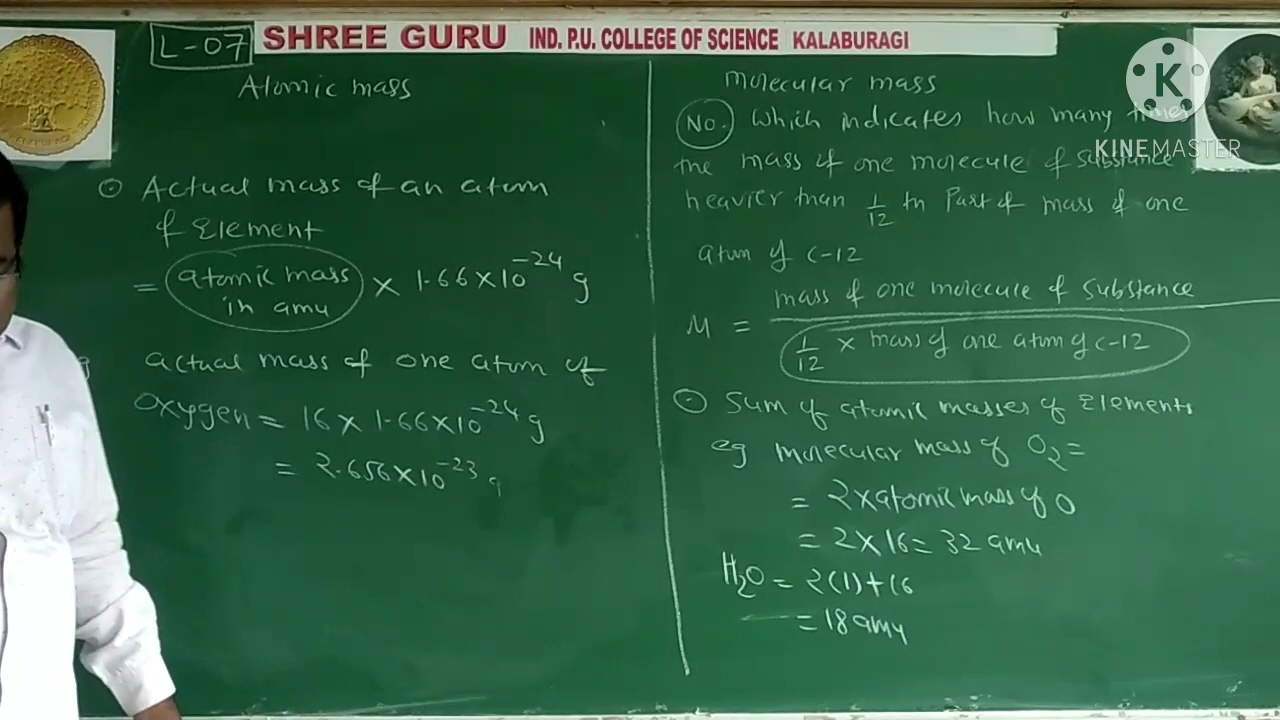 L-07
SHREE GURU IND. P.U. COLLEGE OF SCIENCE KALABURAGI
Atomic mass
⊙ Actual mass of an atom
of Element
= atomic mass in amu × 1.66×10⁻²⁴ g
eg actual mass of one atom of
Oxygen = 16 × 1.66×10⁻²⁴ g
= 2.656×10⁻²³ g
molecular mass
No. Which indicates how many times
the mass of one molecule of substance
heavier than 1/12 th Part of mass of one
atom of C-12
mass of one molecule of substance
M =
1/12 × mass of one atom of C-12
⊙ Sum of atomic masses of Elements
eg molecular mass of O₂ =
= 2×atomic mass of O
= 2×16 = 32 amu
H₂O = 2(1)+16
= 18 amu
K
KINEMASTER